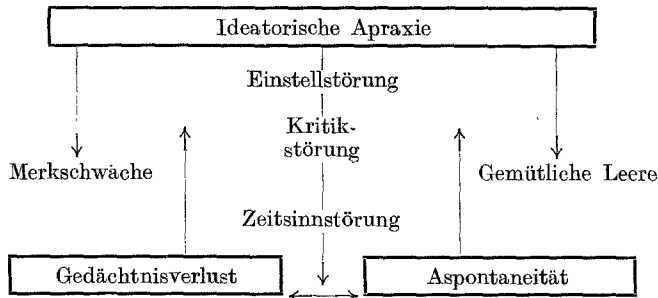 Ideatorische Apraxie
Einstellstörung
Kritik-
störung
Merkschwäche
Gemütliche Leere
Zeitsinnstörung
Gedächtnisverlust
Aspontaneität